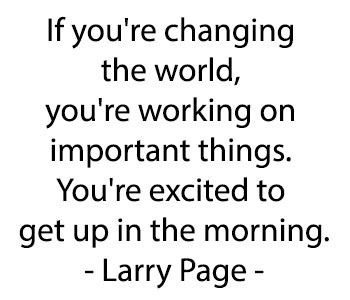 If you're changing
the world,
you're working on
important things.
You're excited to
get up in the morning.
- Larry Page -